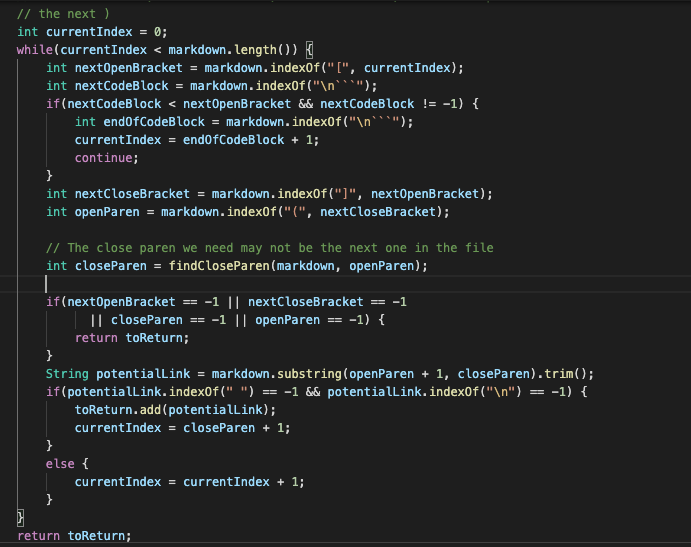 // the next )
int currentIndex = 0;
while(currentIndex < markdown.length()) {
    int nextOpenBracket = markdown.indexOf("[", currentIndex);
    int nextCodeBlock = markdown.indexOf("\n```");
    if(nextCodeBlock < nextOpenBracket && nextCodeBlock != -1) {
        int endOfCodeBlock = markdown.indexOf("\n```");
        currentIndex = endOfCodeBlock + 1;
        continue;
    }
    int nextCloseBracket = markdown.indexOf("]", nextOpenBracket);
    int openParen = markdown.indexOf("(", nextCloseBracket);

    // The close paren we need may not be the next one in the file
    int closeParen = findCloseParen(markdown, openParen);

    if(nextOpenBracket == -1 || nextCloseBracket == -1
          || closeParen == -1 || openParen == -1) {
        return toReturn;
    }
    String potentialLink = markdown.substring(openParen + 1, closeParen).trim();
    if(potentialLink.indexOf(" ") == -1 && potentialLink.indexOf("\n") == -1) {
        toReturn.add(potentialLink);
        currentIndex = closeParen + 1;
    }
    else {
        currentIndex = currentIndex + 1;
    }
}
return toReturn;